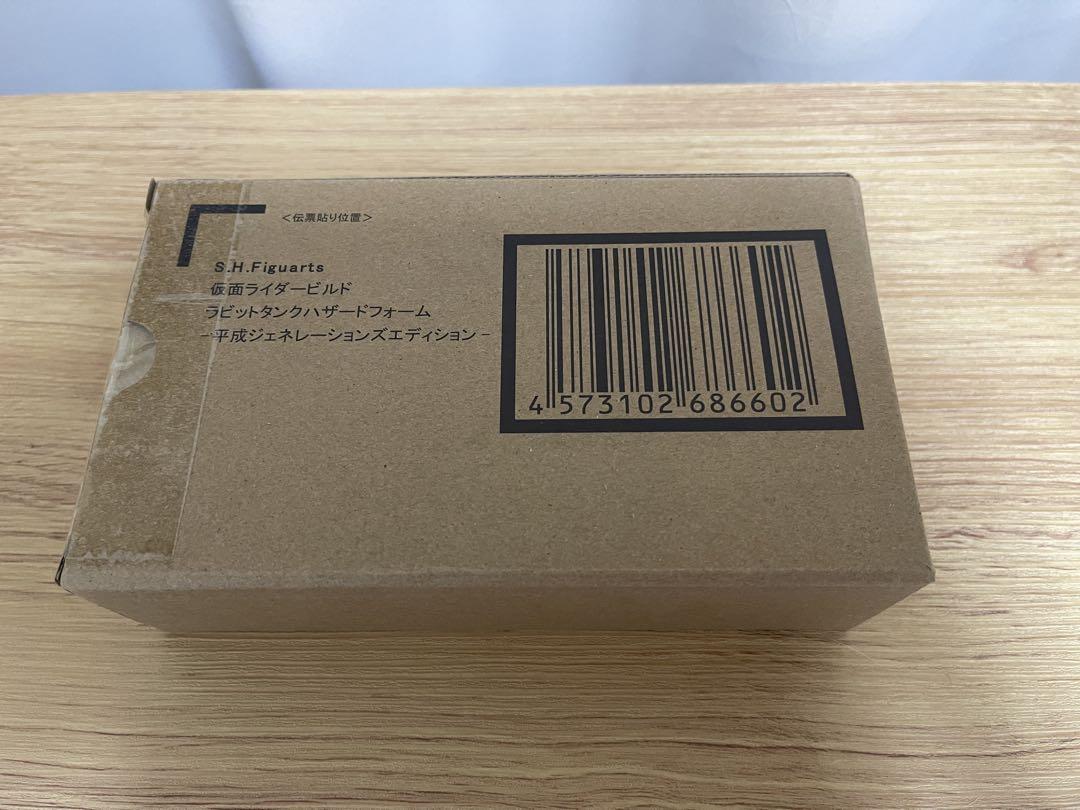 <伝票貼り位置>
S.H.Figuarts
仮面ライダービルド
ラビットタンクハザードフォーム
-平成ジェネレーションズエディション-
4 573102 686602